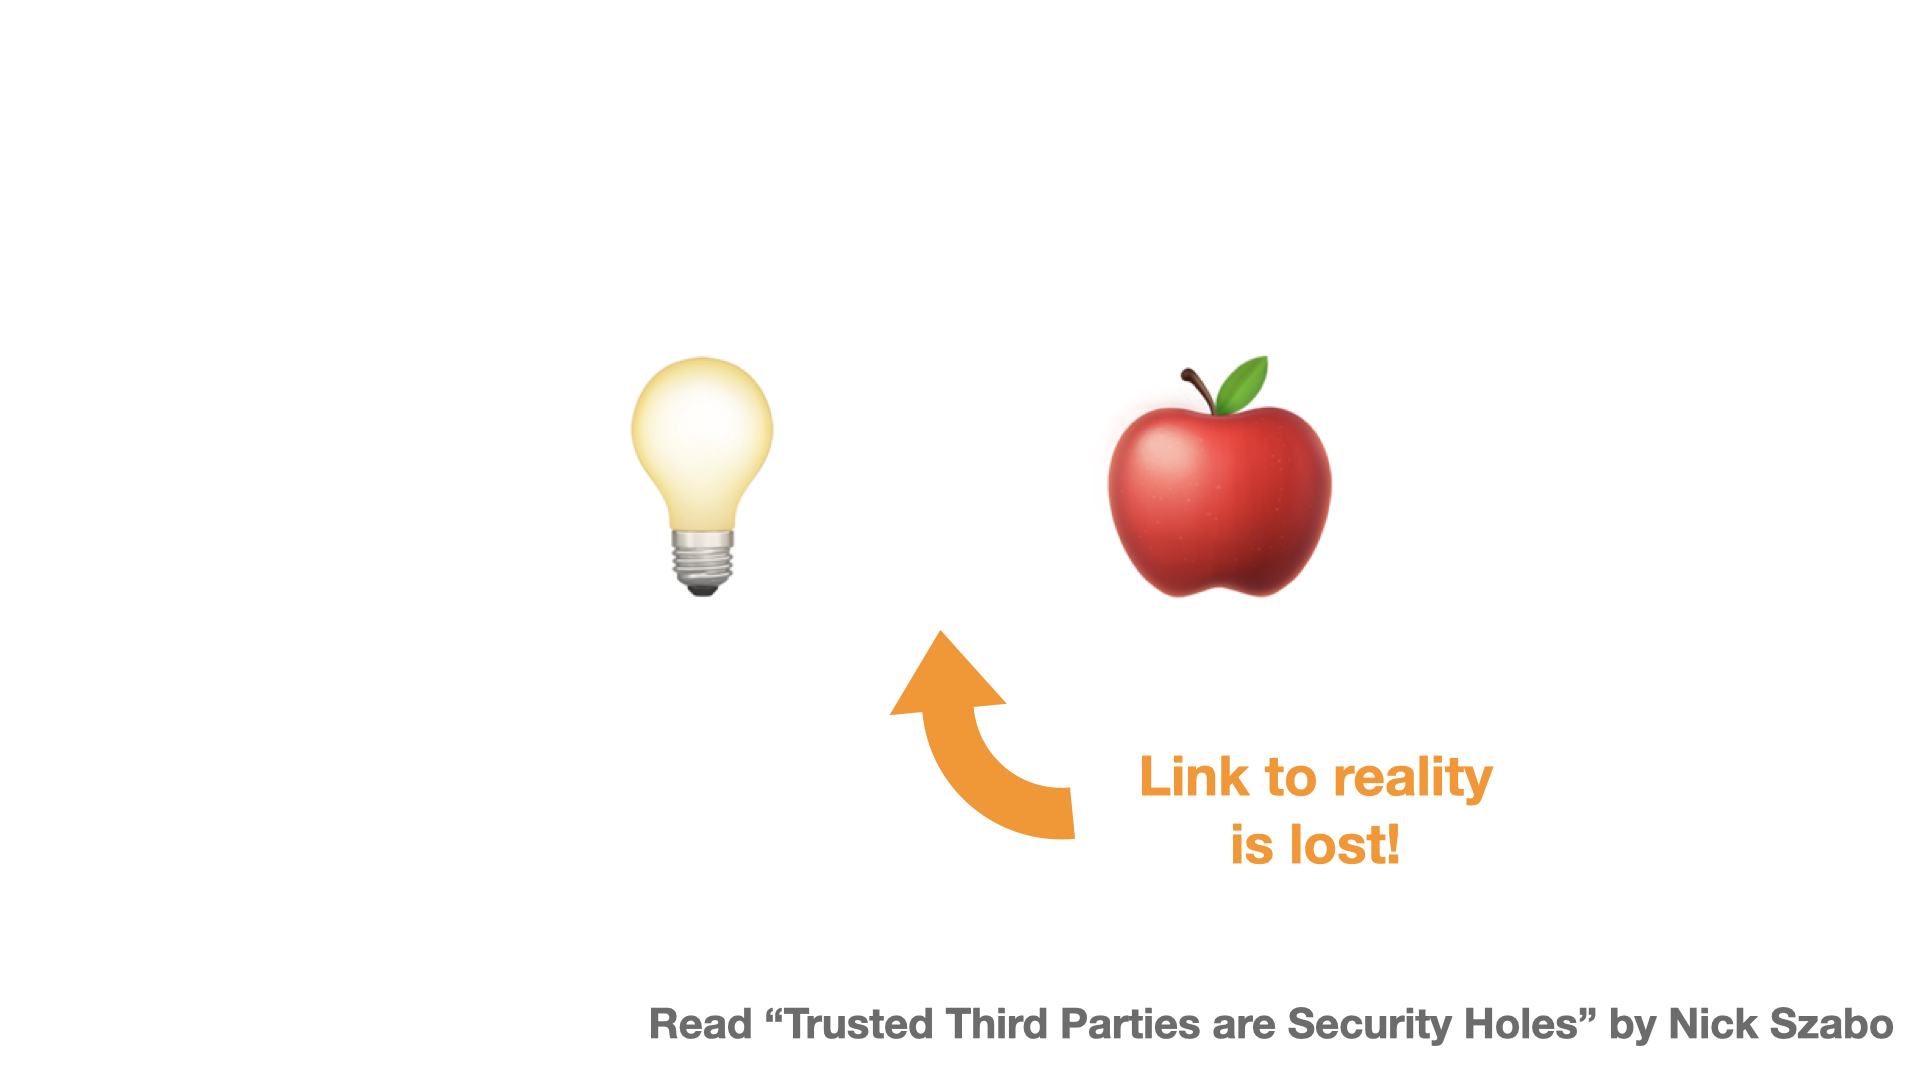 Link to reality
is lost!
Read “Trusted Third Parties are Security Holes” by Nick Szabo